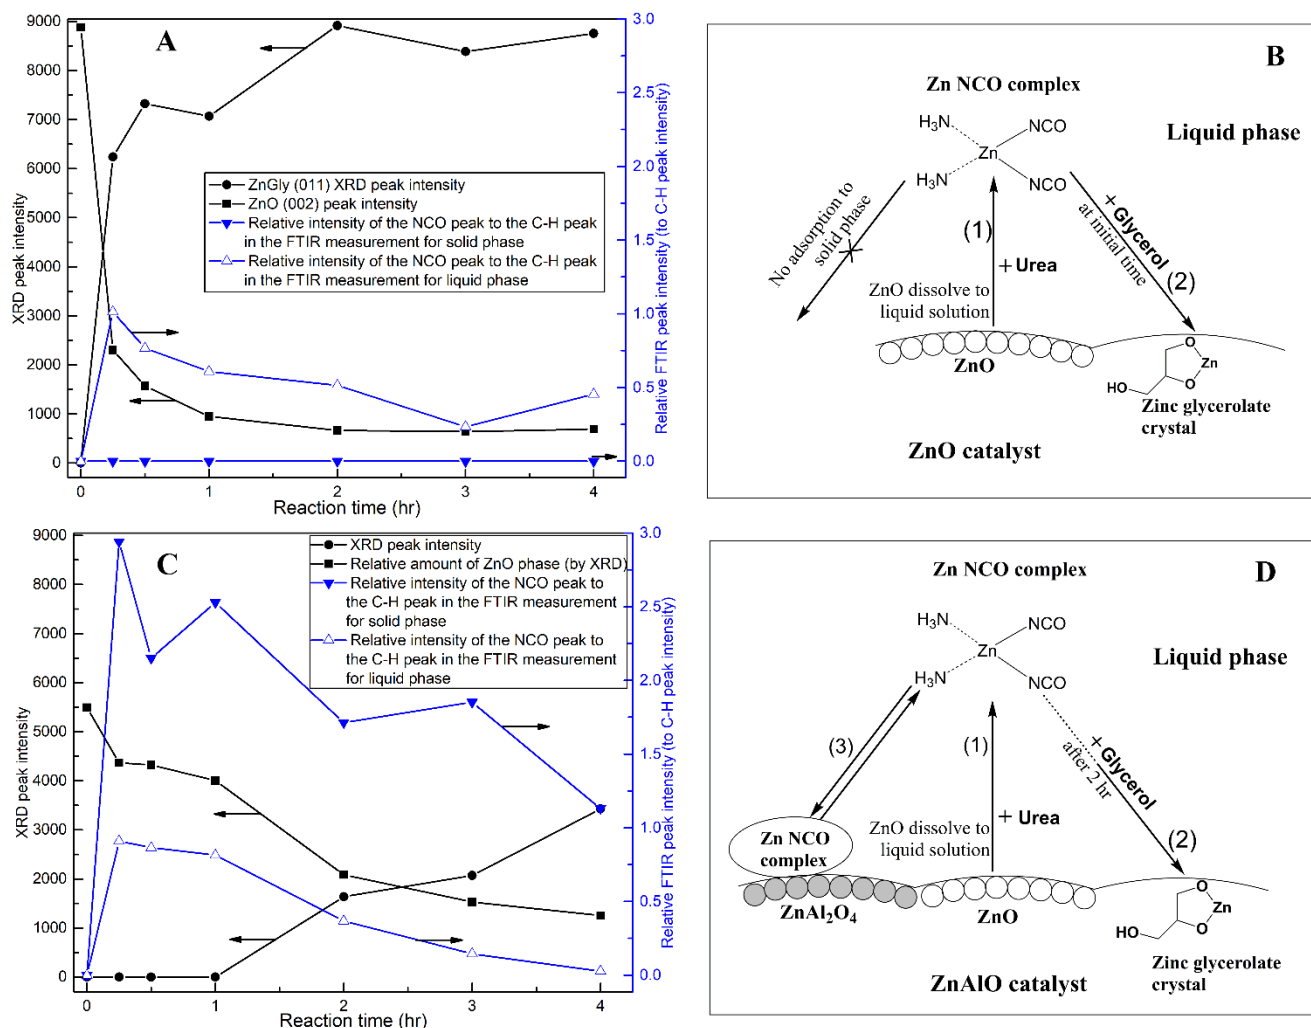 A
9000
8000
7000
6000
5000
4000
3000
2000
1000
0
XRD peak intensity
ZnGly (011) XRD peak intensity
ZnO (002) peak intensity
Relative intensity of the NCO peak to the C-H peak
in the FTIR measurement for solid phase
Relative intensity of the NCO peak to the C-H peak
in the FTIR measurement for liquid phase
3.0
2.5
2.0
1.5
1.0
0.5
0.0
Relative FTIR peak intensity (to C-H peak intensity)
0 1 2 3 4
Reaction time (hr)
B
Zn NCO complex
Liquid phase
H₃N
NCO
Zn
H₃N
NCO
No adsorption to
solid phase
(1)
+ Urea
ZnO dissolve to
liquid solution
+ Glycerol
at initial time
(2)
ZnO
O
Zn
O
HO
Zinc glycerolate
crystal
ZnO catalyst
C
9000
8500
8000
7500
7000
6500
6000
5500
5000
4500
4000
3500
3000
2500
2000
1500
1000
500
0
XRD peak intensity
XRD peak intensity
Relative amount of ZnO phase (by XRD)
Relative intensity of the NCO peak to
the C-H peak in the FTIR measurement
for solid phase
Relative intensity of the NCO peak to
the C-H peak in the FTIR measurement
for liquid phase
3.0
2.5
2.0
1.5
1.0
0.5
0.0
Relative FTIR peak intensity (to C-H peak intensity)
0 1 2 3 4
Reaction time (hr)
D
Zn NCO complex
Liquid phase
H₃N
NCO
Zn
H₃N
NCO
(3)
(1)
+ Urea
ZnO dissolve to
liquid solution
+ Glycerol
after 2 hr
(2)
Zn NCO
complex
ZnAl₂O₄
ZnO
O
Zn
O
HO
Zinc glycerolate
crystal
ZnAlO catalyst